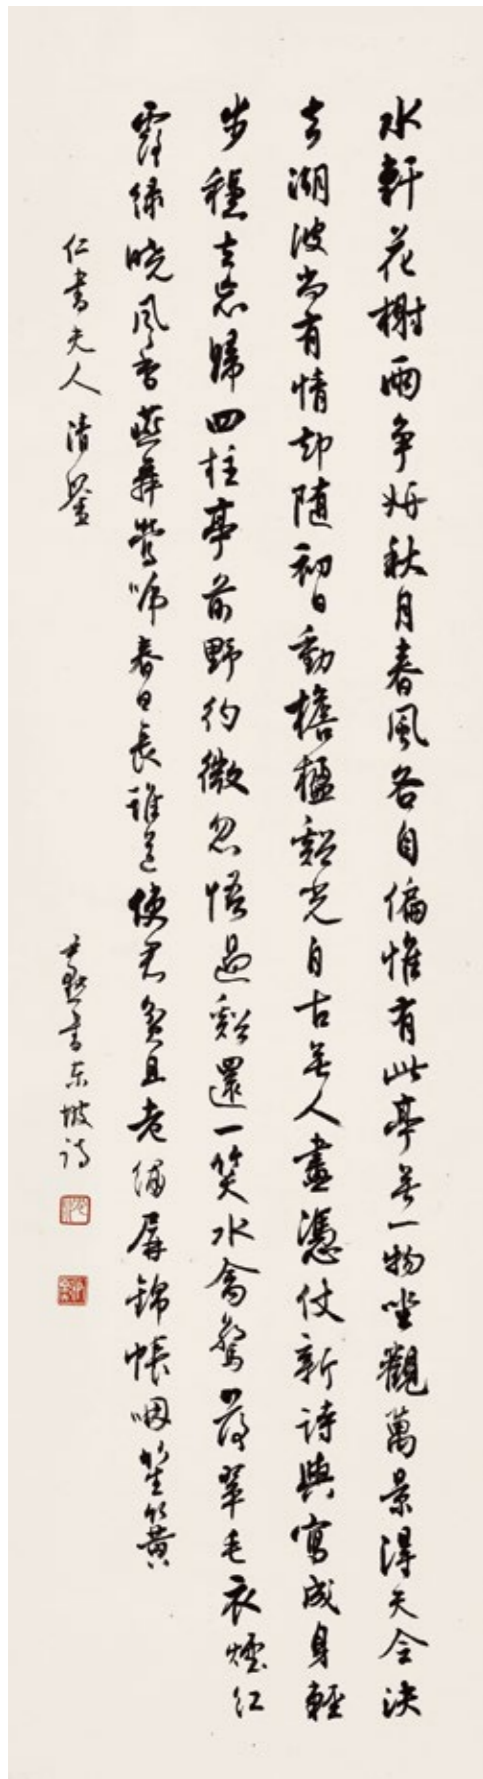 水軒花榭兩爭妍秋月春風各自偏惟有此亭無一物坐觀萬景得天全決
去湖波尚有情却隨初日動檐楹谿光自古無人畫憑仗新詩與寫成身輕
步穩去忘歸四柱亭前野彴微忽悟過谿還一笑水禽驚落翠毛衣煙紅
露綠曉風香燕舞鶯啼春日長誰道使君貧且老繡屏錦帳咽笙簧
仁書夫人清鑒
尹默書東坡詩